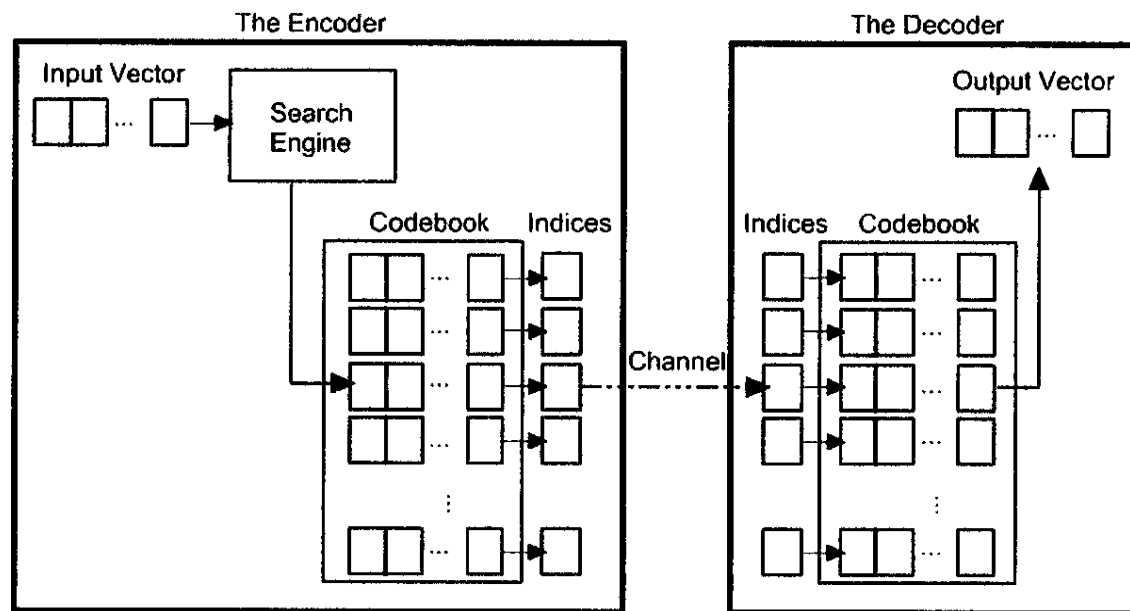 The Encoder
Input Vector
...
Search
Engine
Codebook
Indices
...
...
...
...
...
...
Channel
The Decoder
Output Vector
...
Indices
Codebook
...
...
...
...
...
...